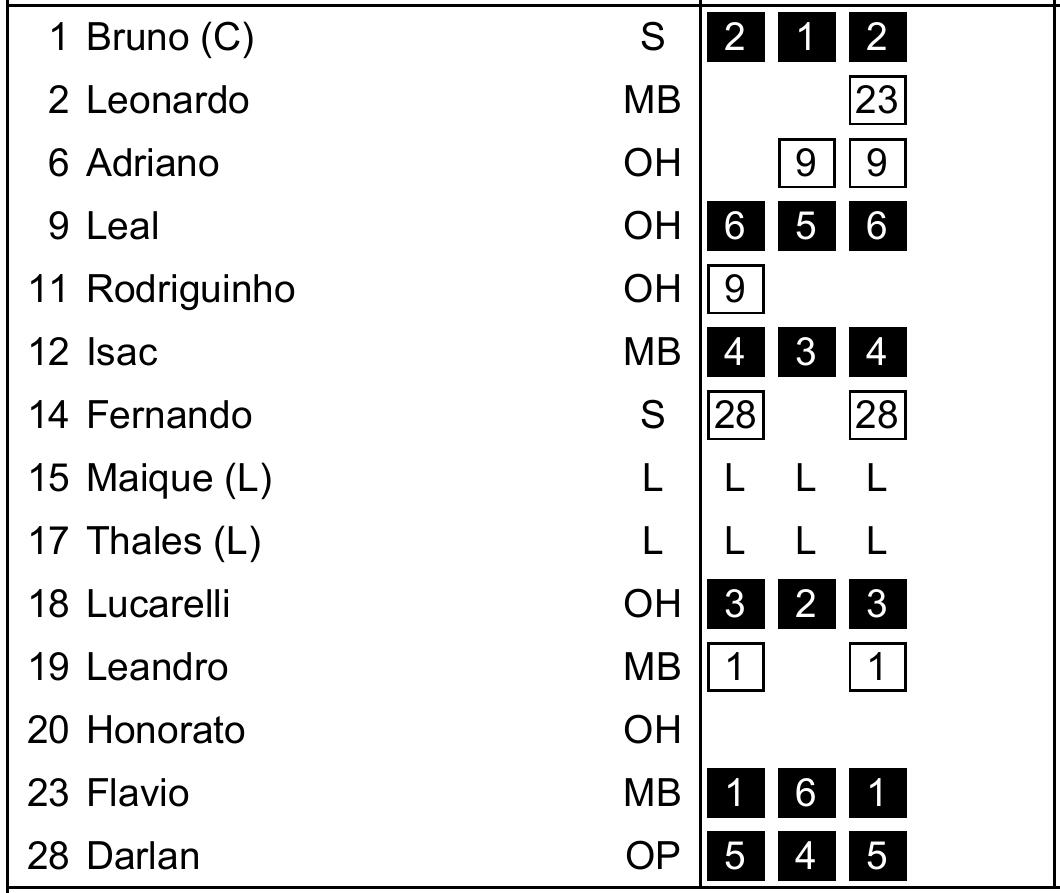 1 Bruno (C) S 2 1 2
2 Leonardo MB 23
6 Adriano OH 9 9
9 Leal OH 6 5 6
11 Rodriguinho OH 9
12 Isac MB 4 3 4
14 Fernando S 28 28
15 Maique (L) L L L L
17 Thales (L) L L L L
18 Lucarelli OH 3 2 3
19 Leandro MB 1 1
20 Honorato OH
23 Flavio MB 1 6 1
28 Darlan OP 5 4 5